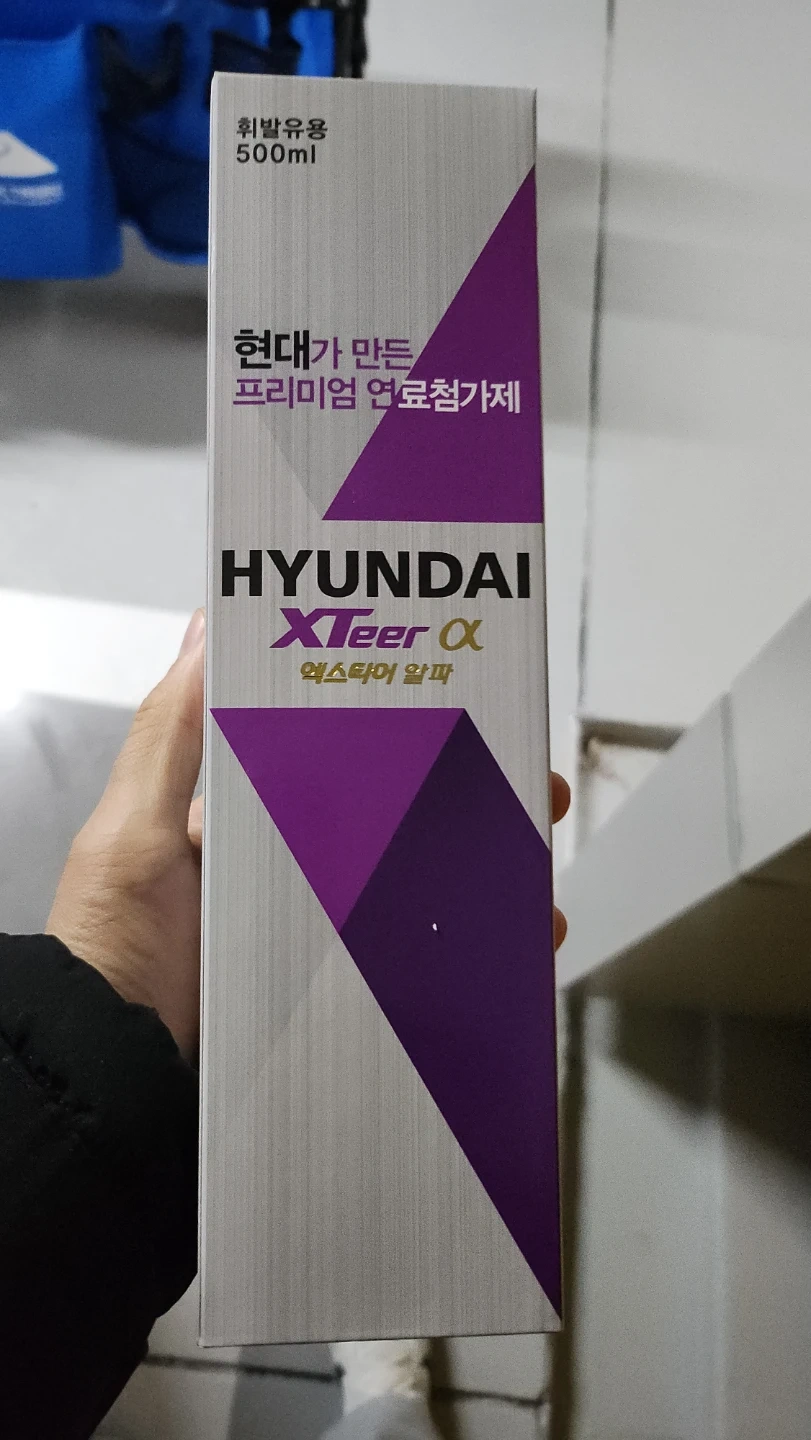 휘발유용
500ml
현대가 만든
프리미엄 연료첨가제
HYUNDAI
XTeer α
엑스티어 알파